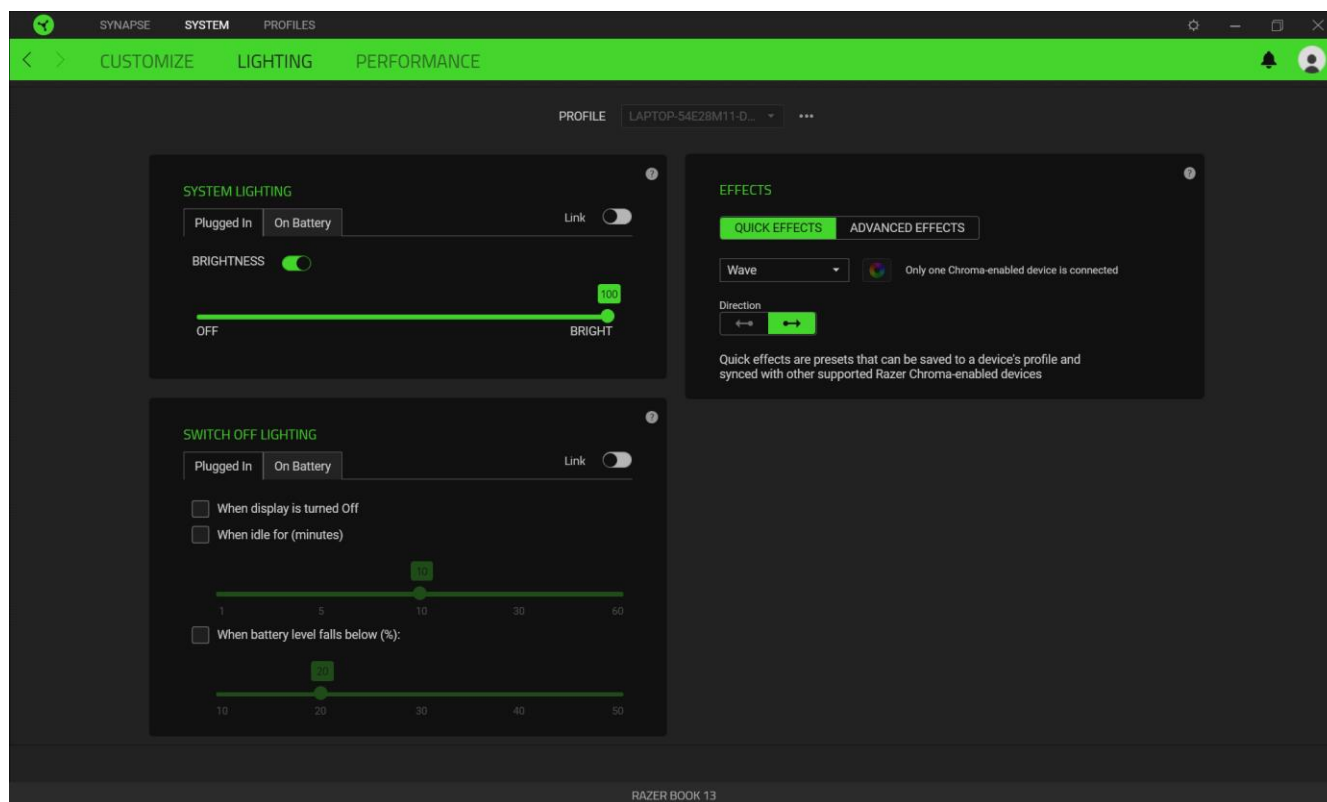 SYNAPSE SYSTEM PROFILES
CUSTOMIZE LIGHTING PERFORMANCE
PROFILE LAPTOP-54E28M11-D...
SYSTEM LIGHTING
Plugged In On Battery Link
BRIGHTNESS
100
OFF BRIGHT
SWITCH OFF LIGHTING
Plugged In On Battery Link
When display is turned Off
When idle for (minutes)
10
1 5 10 30 60
When battery level falls below (%):
20
10 20 30 40 50
EFFECTS
QUICK EFFECTS ADVANCED EFFECTS
Wave Only one Chroma-enabled device is connected
Direction
Quick effects are presets that can be saved to a device's profile and
synced with other supported Razer Chroma-enabled devices
RAZER BOOK 13